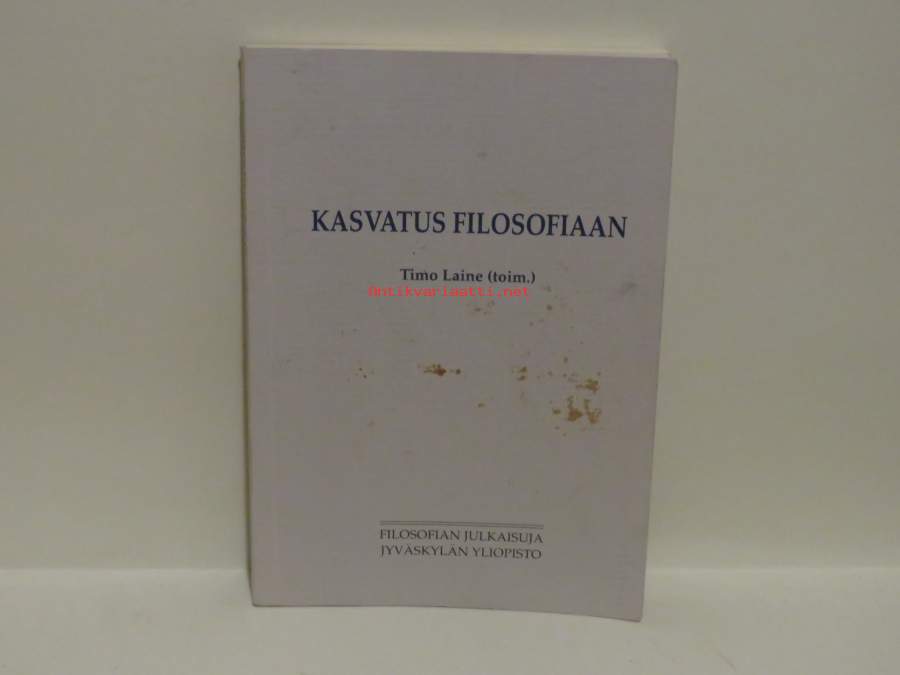 KASVATUS FILOSOFIAAN
Timo Laine (toim.)
antikvariaatti.net
FILOSOFIAN JULKAISUJA
JYVÄSKYLÄN YLIOPISTO